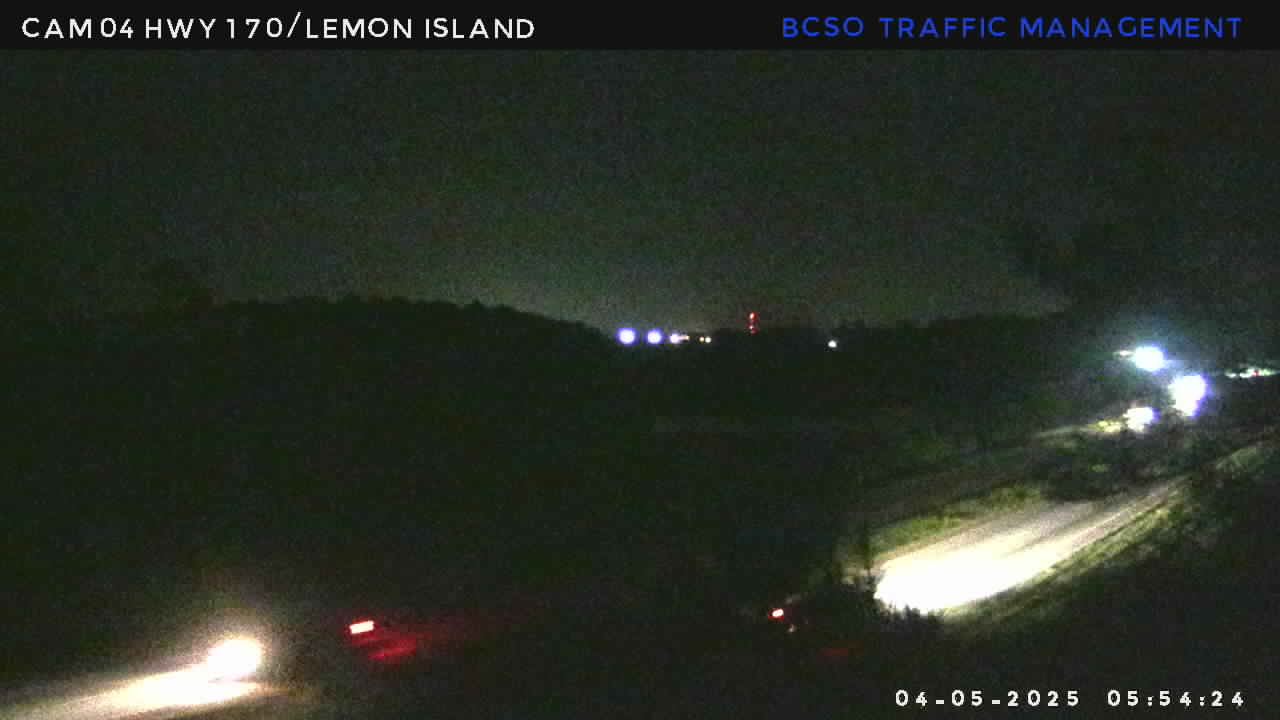 CAM04 HWY 170/LEMON ISLAND
BCSO TRAFFIC MANAGEMENT
04-05-2025 05:54:24